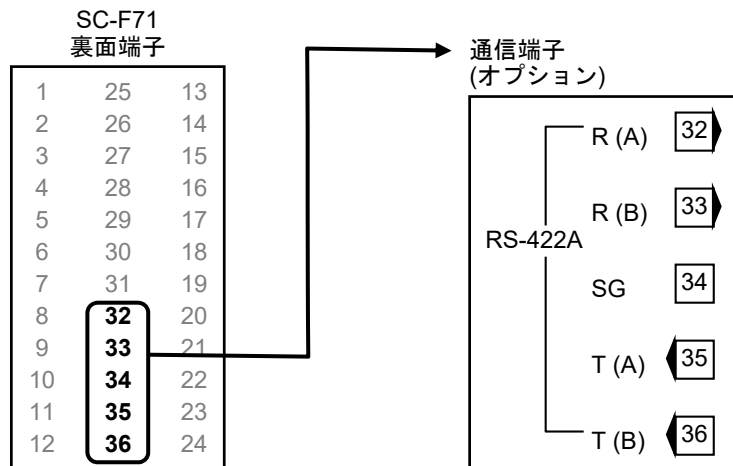 SC-F71
裏面端子
1 25 13
2 26 14
3 27 15
4 28 16
5 29 17
6 30 18
7 31 19
8 32 20
9 33 21
10 34 22
11 35 23
12 36 24
通信端子
(オプション)
RS-422A
R (A) 32
R (B) 33
SG 34
T (A) 35
T (B) 36